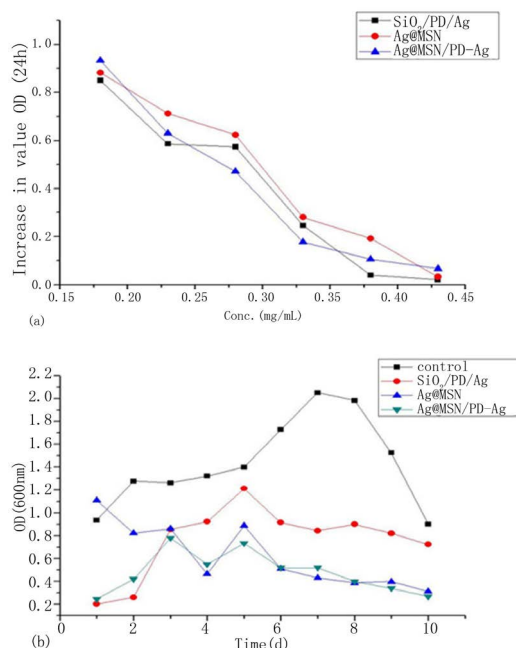 SiO2/PD/Ag
Ag@MSN
Ag@MSN/PD-Ag
Increase in value OD (24h)
1.0
0.8
0.6
0.4
0.2
0.0
0.15 0.20 0.25 0.30 0.35 0.40 0.45
Conc.(mg/mL)
(a)
control
SiO2/PD/Ag
Ag@MSN
Ag@MSN/PD-Ag
OD(600nm)
2.2
2.0
1.8
1.6
1.4
1.2
1.0
0.8
0.6
0.4
0.2
0 2 4 6 8 10
Time(d)
(b)